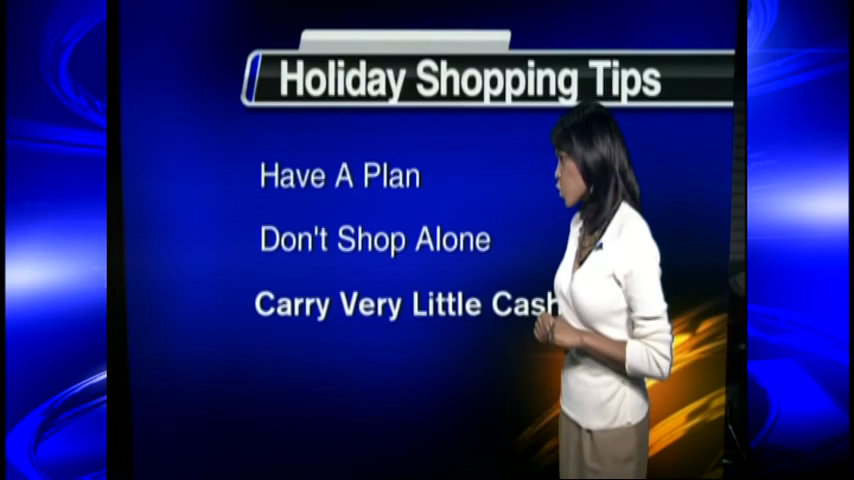 Holiday Shopping Tips
Have A Plan
Don't Shop Alone
Carry Very Little Cash